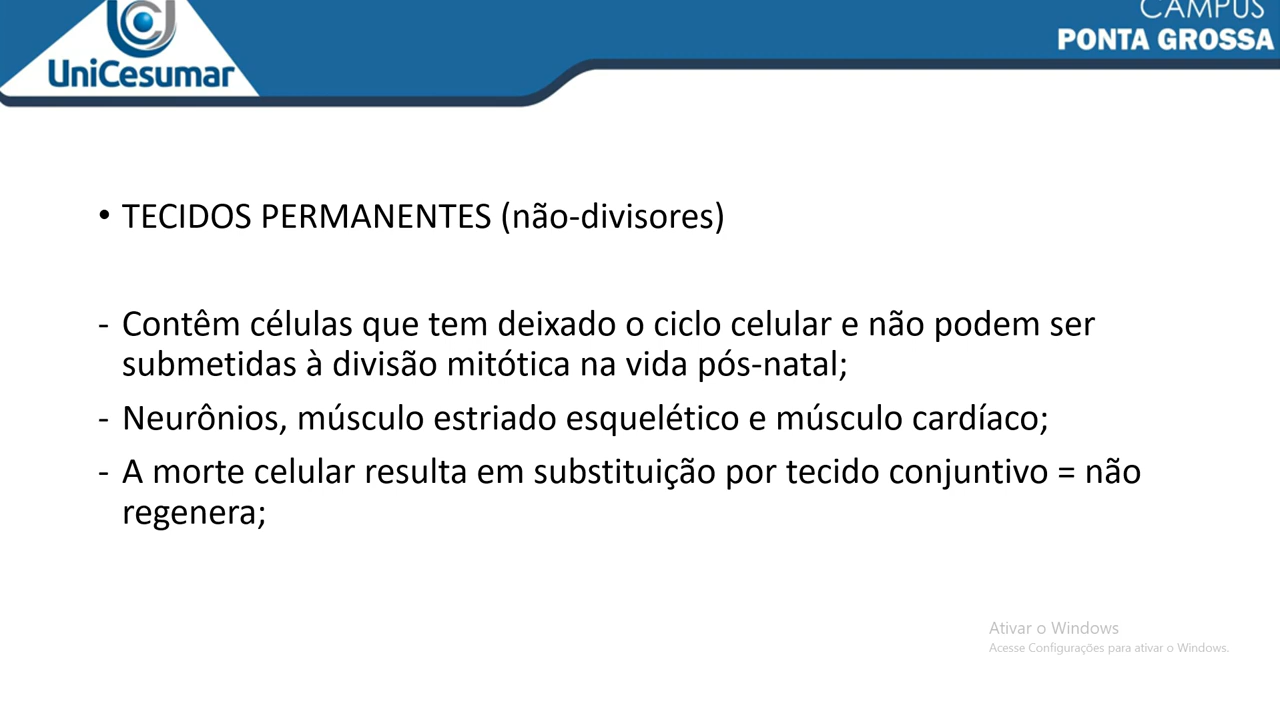 CAMPUS
PONTA GROSSA
UniCesumar
• TECIDOS PERMANENTES (não-divisores)
- Contêm células que tem deixado o ciclo celular e não podem ser
submetidas à divisão mitótica na vida pós-natal;
- Neurônios, músculo estriado esquelético e músculo cardíaco;
- A morte celular resulta em substituição por tecido conjuntivo = não
regenera;
Ativar o Windows
Acesse Configurações para ativar o Windows.